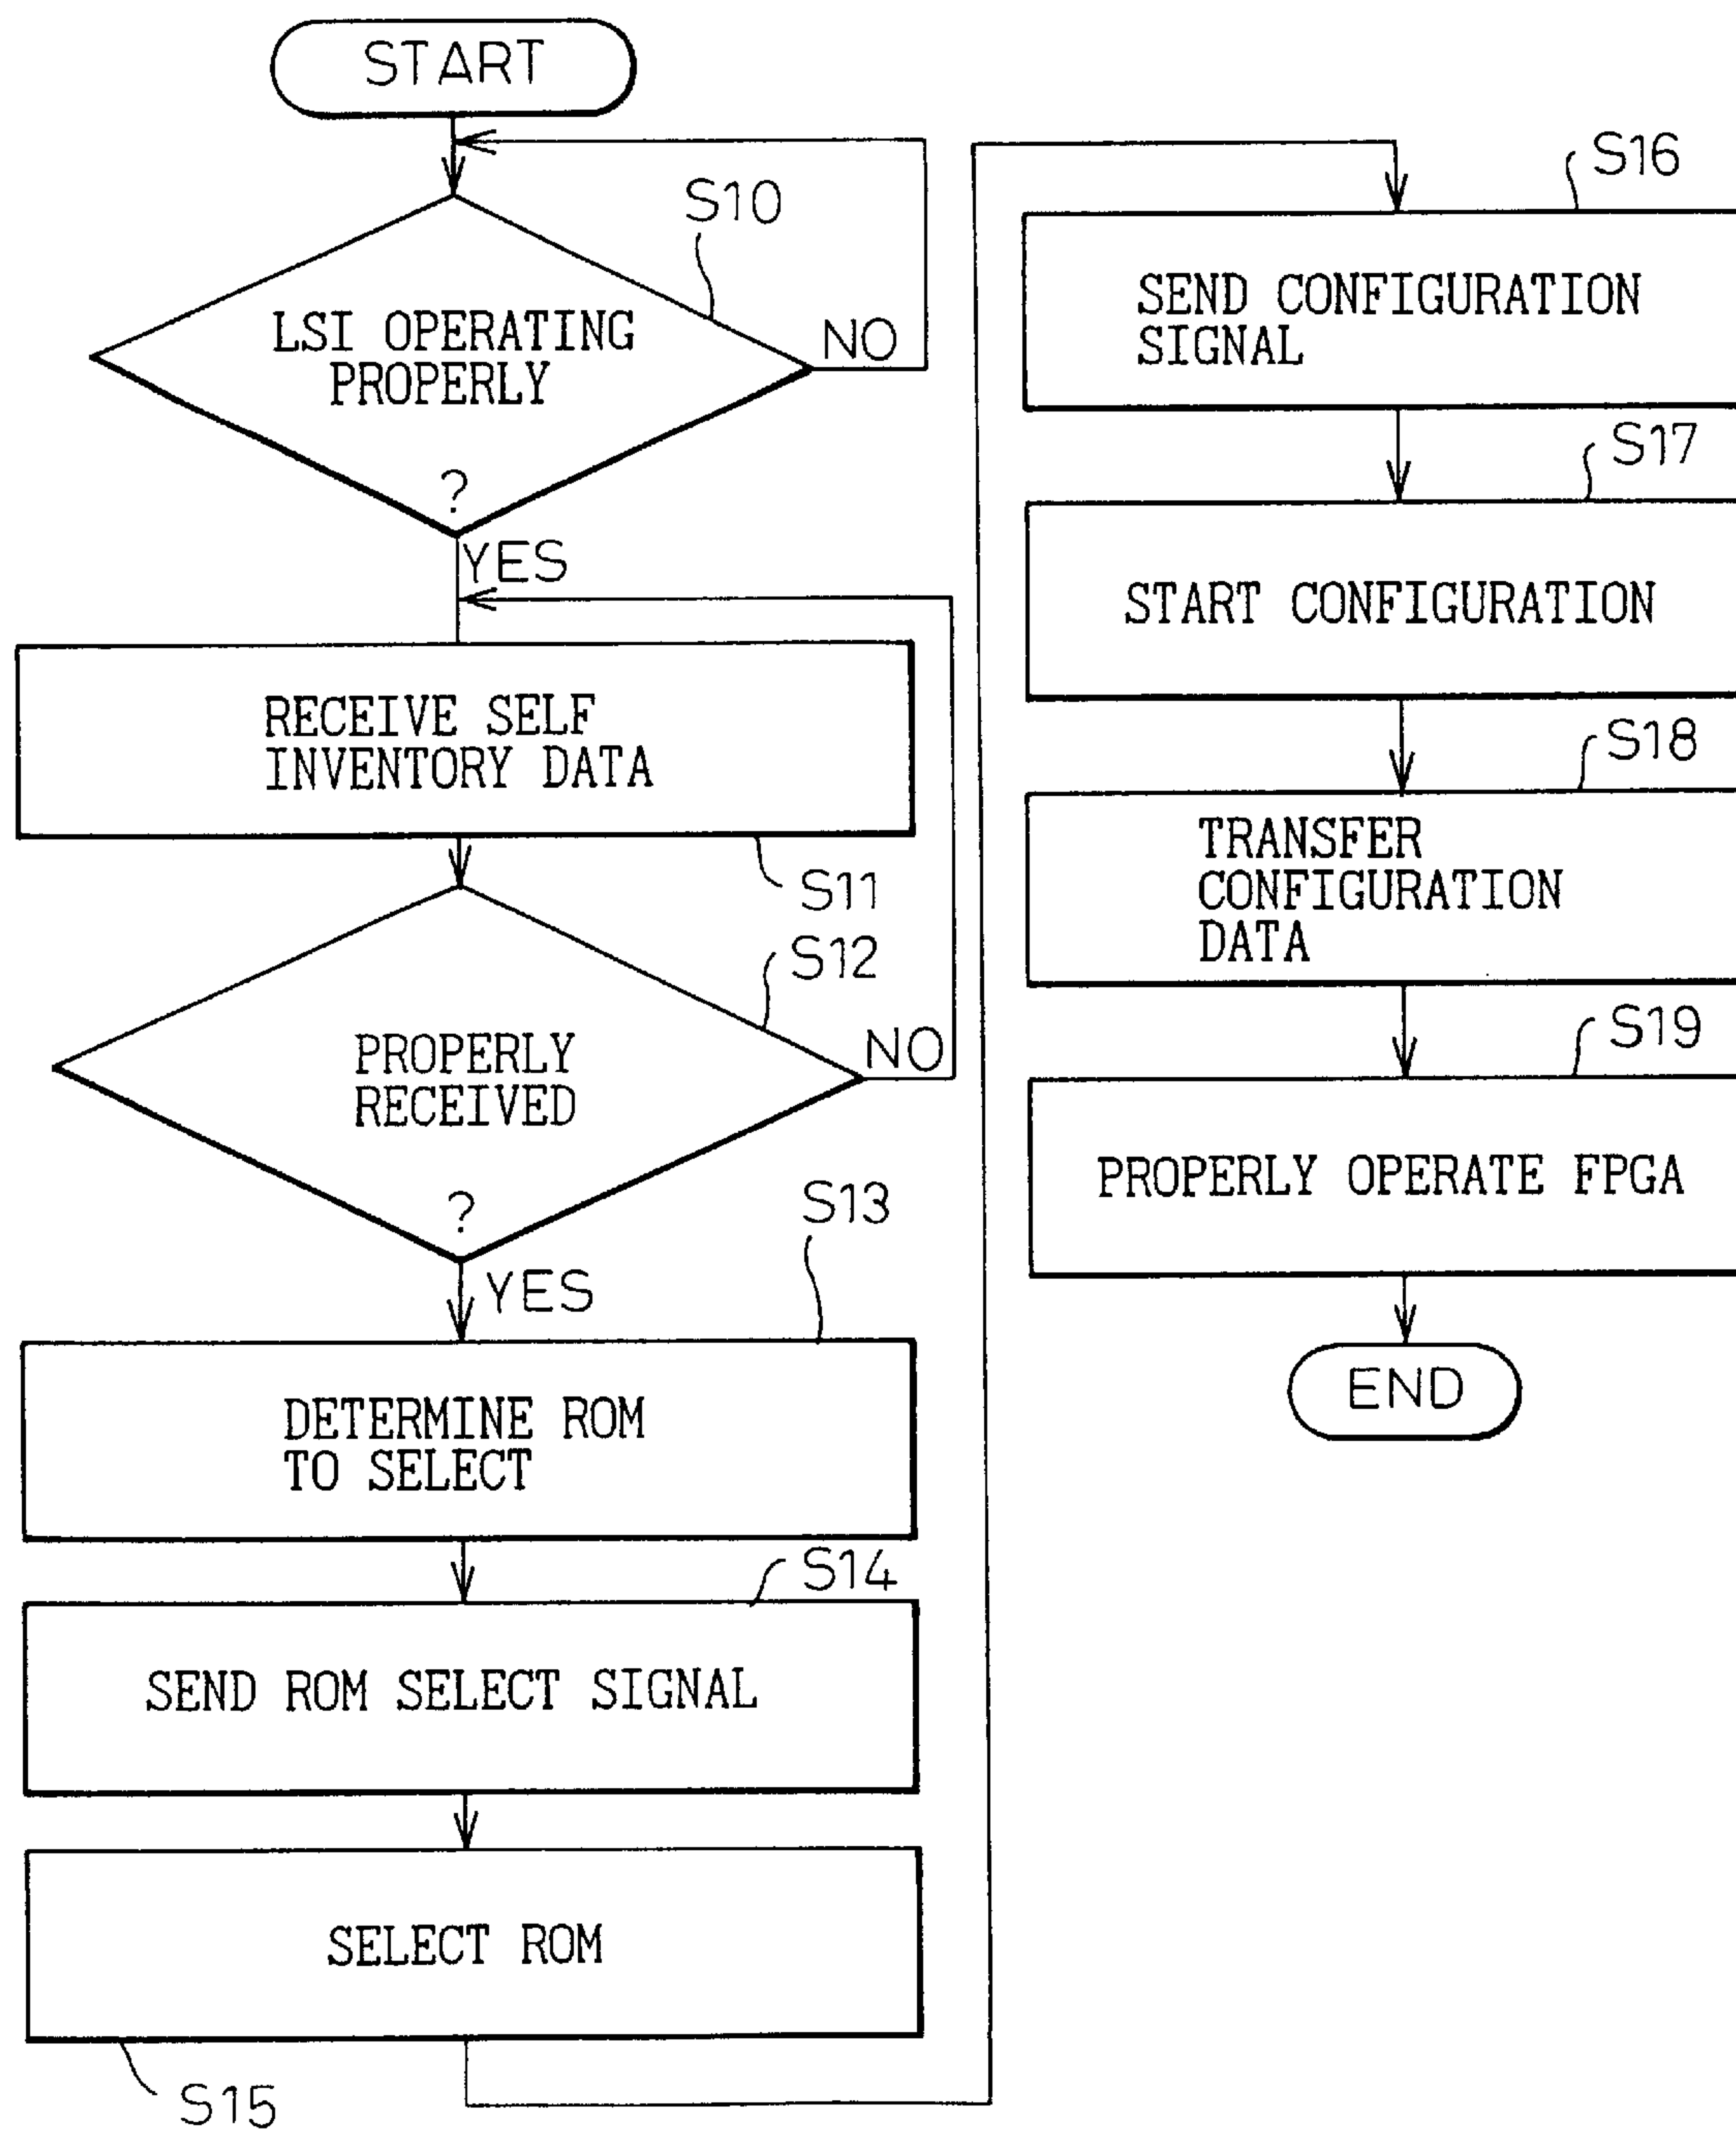 START
S10
LSI OPERATING
PROPERLY
?
NO
YES
RECEIVE SELF
INVENTORY DATA
S11
S12
PROPERLY
RECEIVED
?
NO
YES
S13
DETERMINE ROM
TO SELECT
S14
SEND ROM SELECT SIGNAL
SELECT ROM
S15
S16
SEND CONFIGURATION
SIGNAL
S17
START CONFIGURATION
S18
TRANSFER
CONFIGURATION
DATA
S19
PROPERLY OPERATE FPGA
END